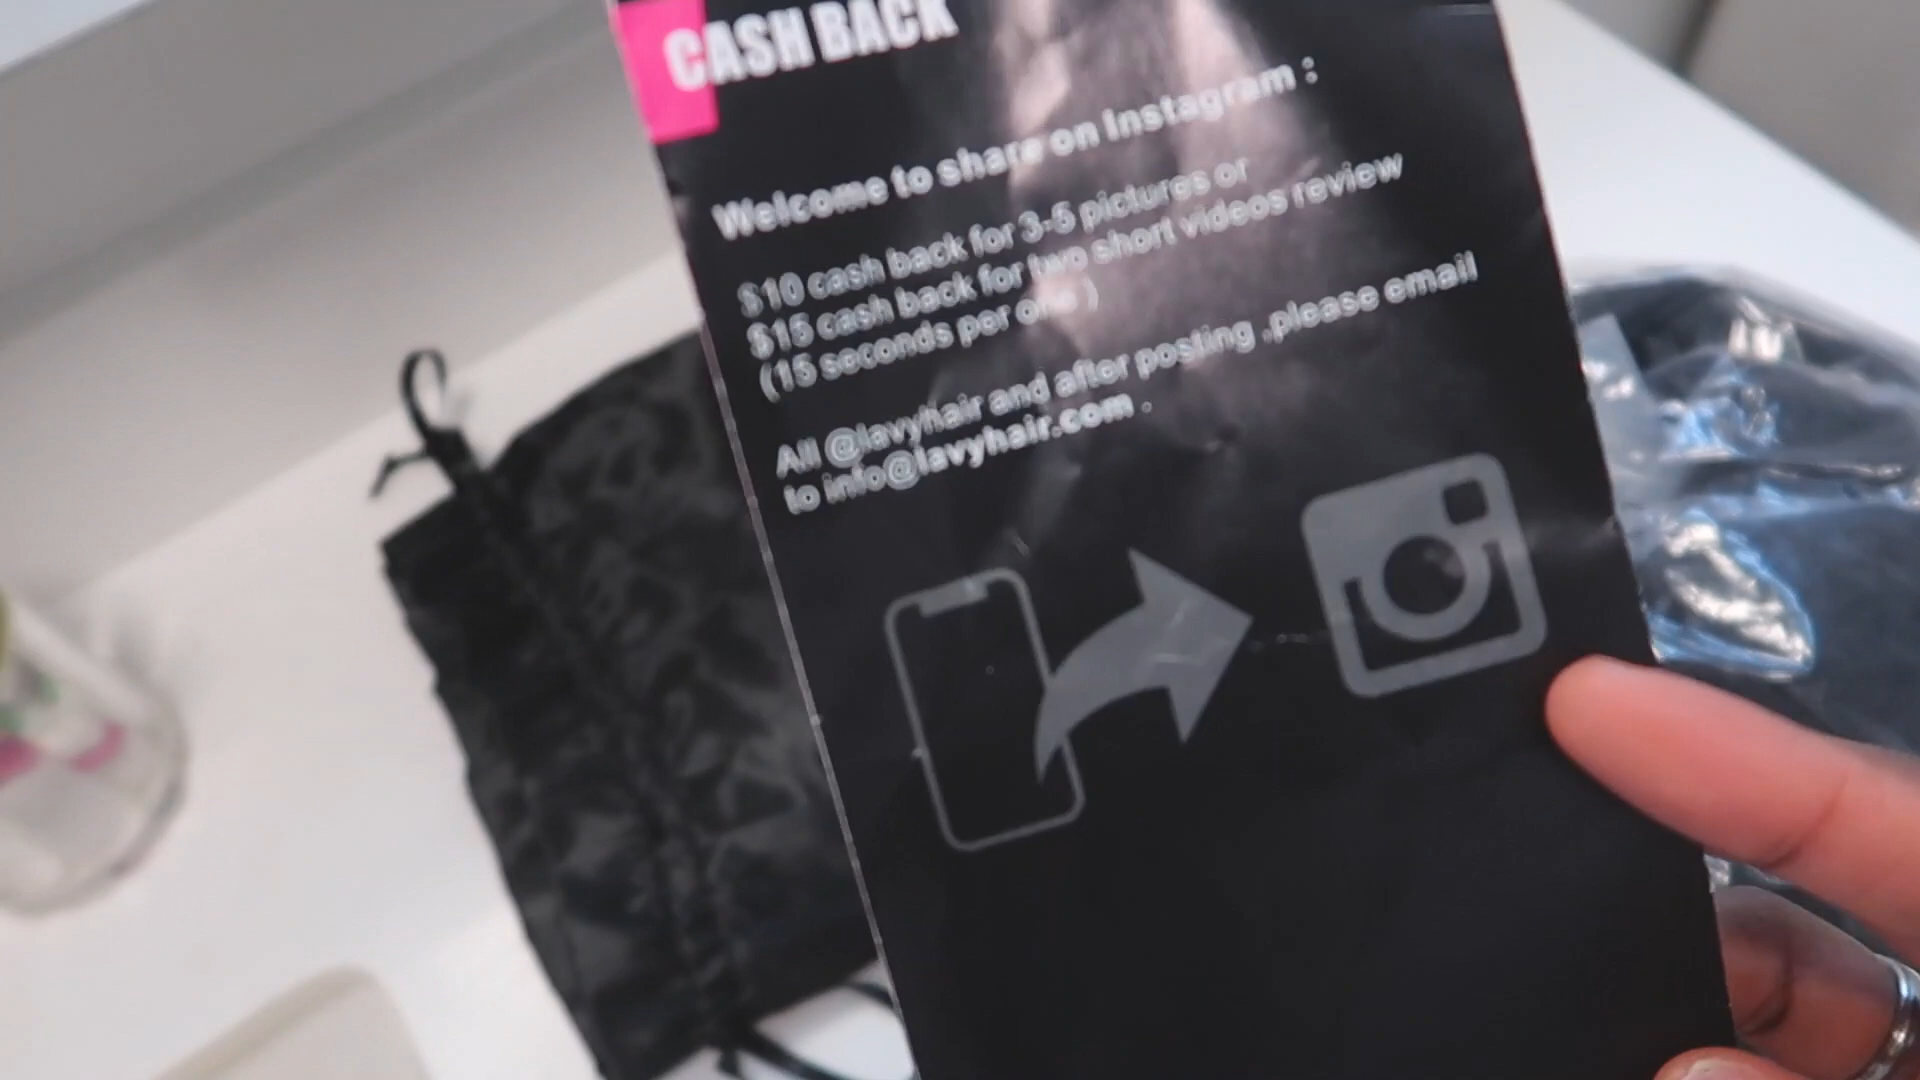 CASH BACK
Welcome to share on Instagram :
$10 cash back for 3-5 pictures or
$15 cash back for two short videos review
(15 seconds per one )
All @lavyhair and after posting ,please email
to info@lavyhair.com .